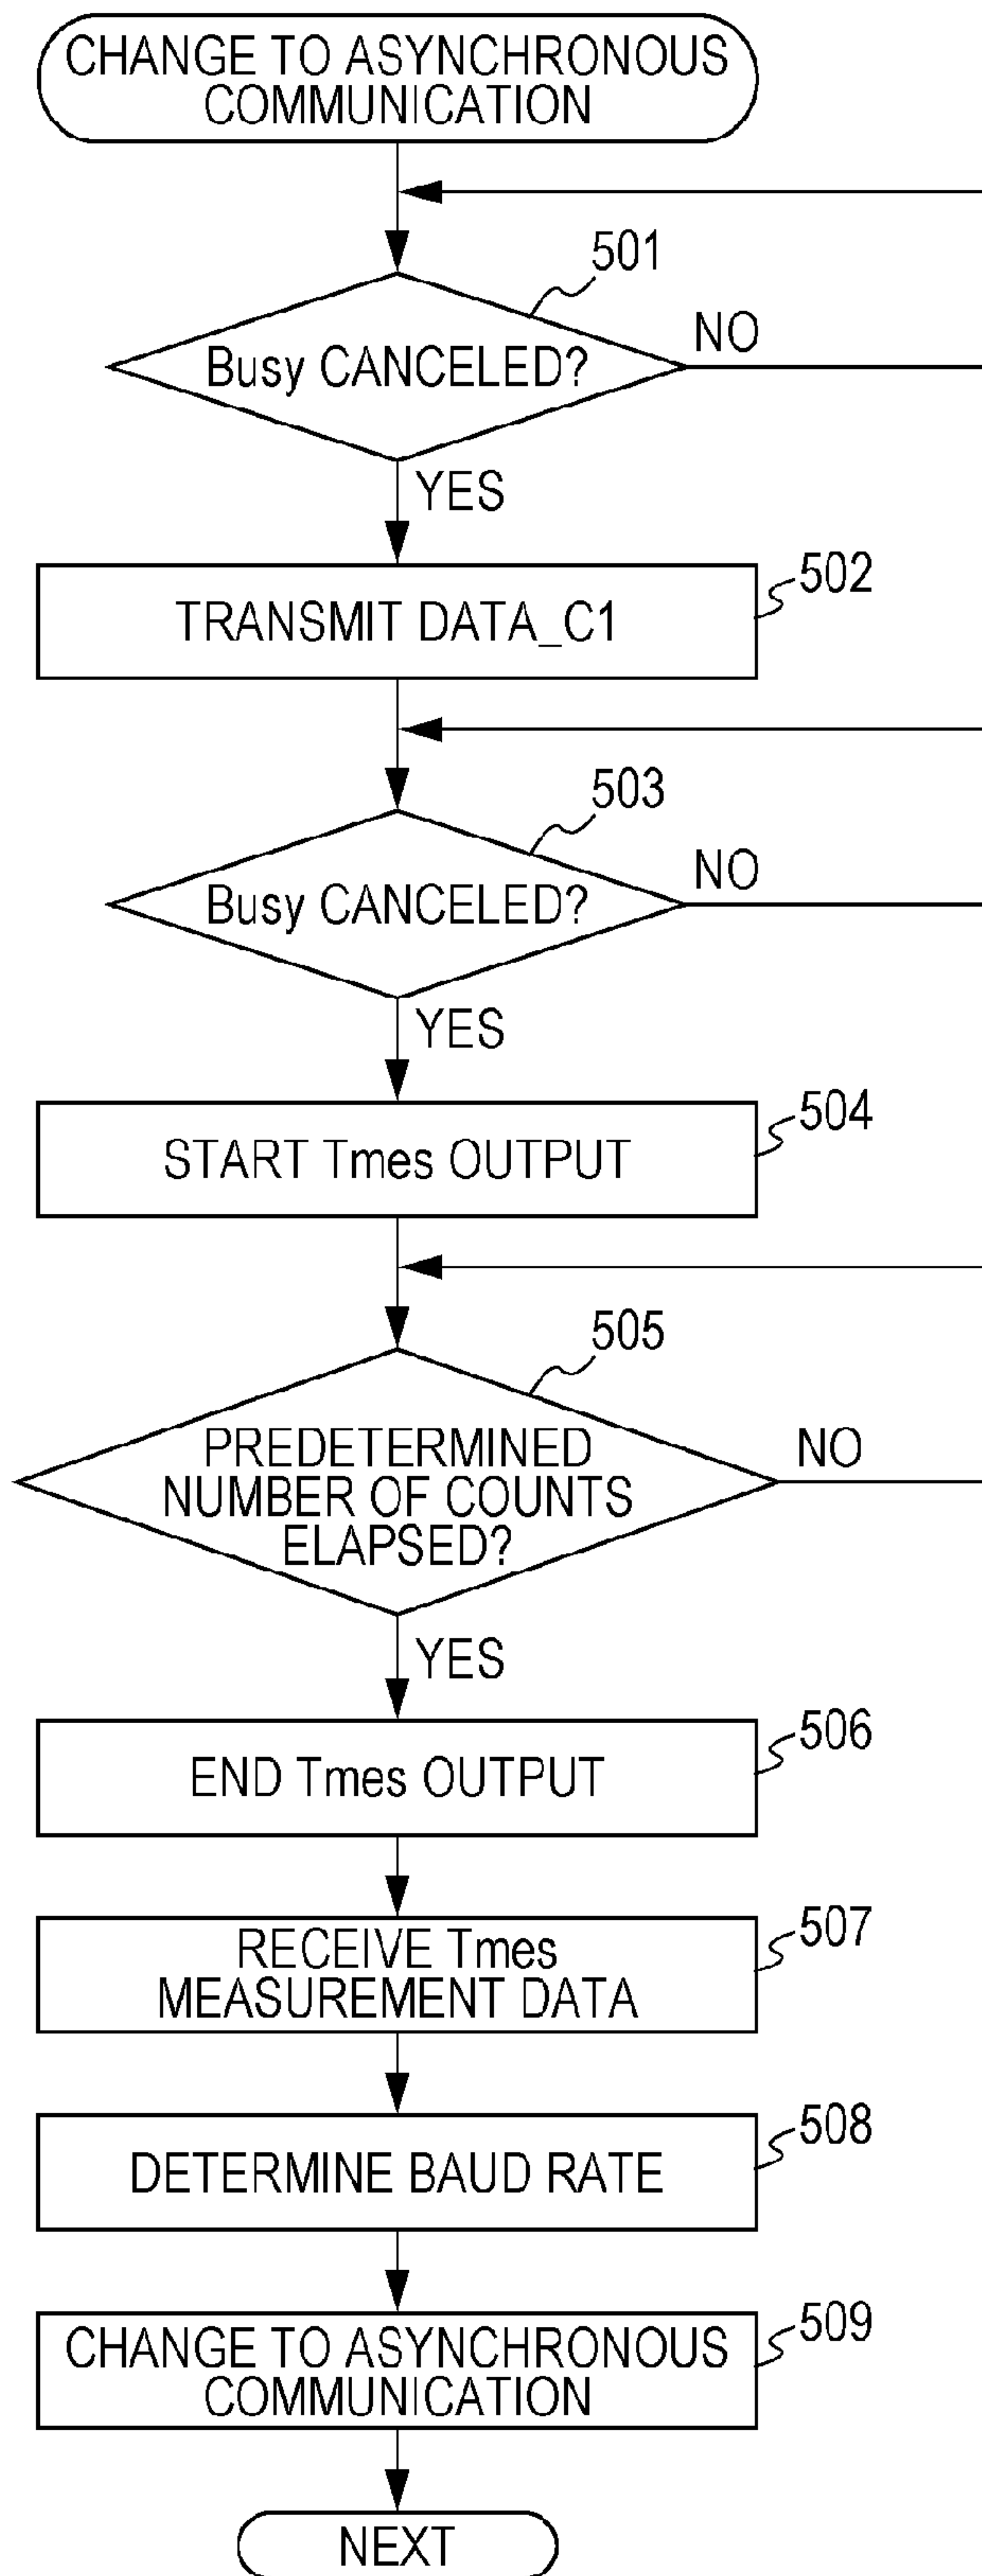 CHANGE TO ASYNCHRONOUS
COMMUNICATION
501
Busy CANCELED?
NO
YES
502
TRANSMIT DATA_C1
503
Busy CANCELED?
NO
YES
504
START Tmes OUTPUT
505
PREDETERMINED
NUMBER OF COUNTS
ELAPSED?
NO
YES
506
END Tmes OUTPUT
507
RECEIVE Tmes
MEASUREMENT DATA
508
DETERMINE BAUD RATE
509
CHANGE TO ASYNCHRONOUS
COMMUNICATION
NEXT